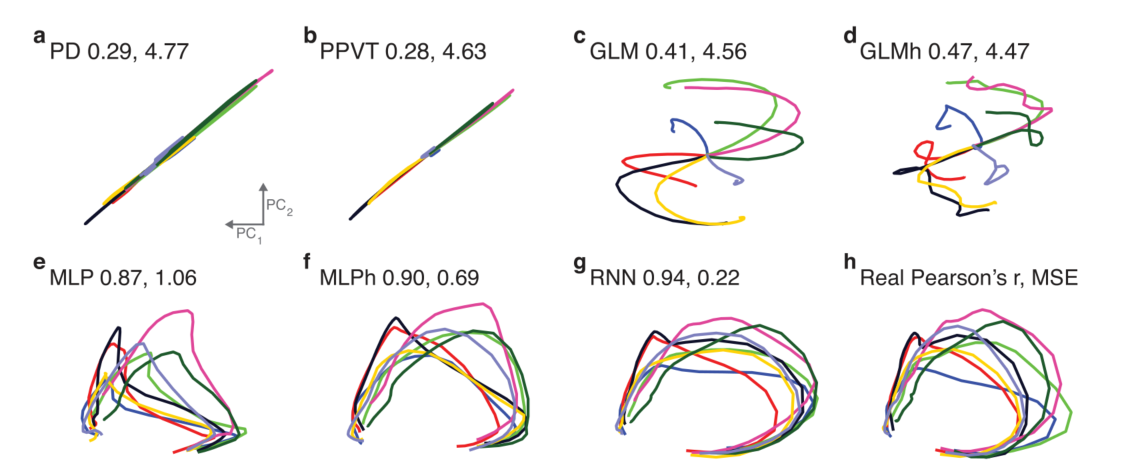 a PD 0.29, 4.77
b PPVT 0.28, 4.63
c GLM 0.41, 4.56
d GLMh 0.47, 4.47
PC2
PC1
e MLP 0.87, 1.06
f MLPh 0.90, 0.69
g RNN 0.94, 0.22
h Real Pearson's r, MSE